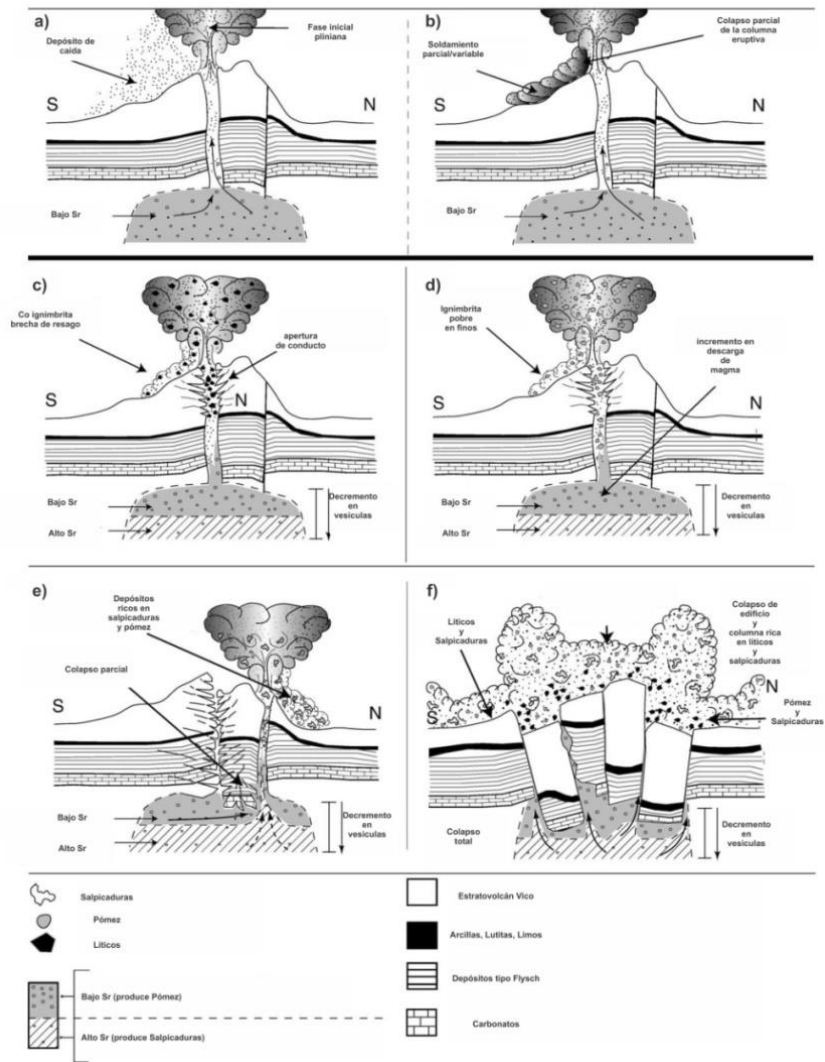 a)
Fase inicial
pliniana
Depósito de
caida
S
N
Bajo Sr
b)
Colapso parcial
de la columna
eruptiva
Soldamiento
parcial/variable
S
N
Bajo Sr
c)
Co ignimbrita
brecha de resago
apertura
de conducto
S
N
Bajo Sr
Alto Sr
Decremento
en
vesículas
d)
Ignimbrita
pobre
en finos
incremento en
descarga
de
magma
S
N
Bajo Sr
Alto Sr
Decremento
en
vesículas
e)
Depósitos
ricos en
salpicaduras
y pómez
Colapso parcial
S
N
Bajo Sr
Alto Sr
Decremento
en
vesículas
f)
Líticos
y
Salpicaduras
Colapso de
edificio
y
columna rica
en líticos
y
salpicaduras
S
N
Pómez
y
Salpicaduras
Colapso
total
Decremento
en
vesículas
Salpicaduras
Pómez
Líticos
Bajo Sr (produce Pómez)
Alto Sr (produce Salpicaduras)
Estratovolcán Vico
Arcillas, Lutitas, Limos
Depósitos tipo Flysch
Carbonatos